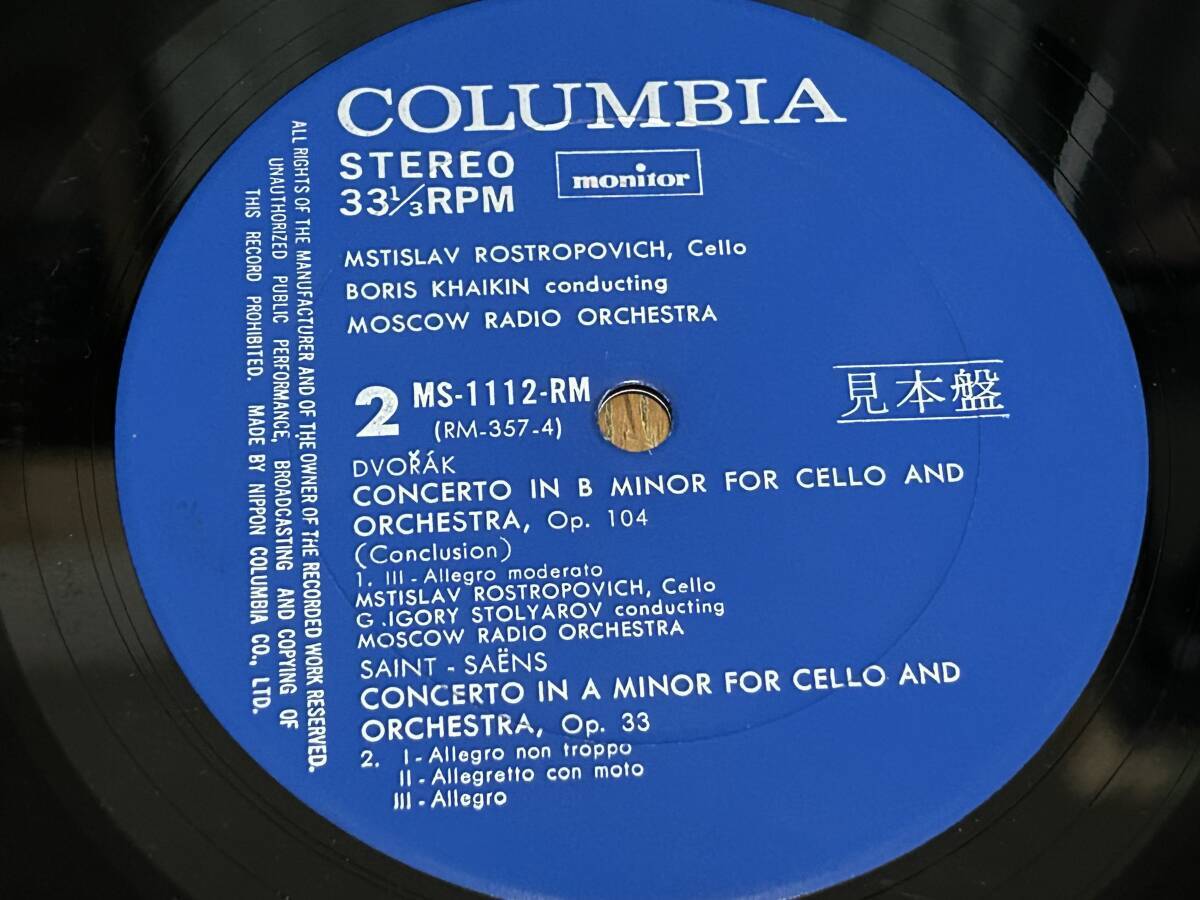 COLUMBIA
STEREO
33 1/3 RPM
monitor
MSTISLAV ROSTROPOVICH, Cello
BORIS KHAIKIN conducting
MOSCOW RADIO ORCHESTRA
2 MS-1112-RM
(RM-357-4)
見本盤
DVOŘÁK
CONCERTO IN B MINOR FOR CELLO AND
ORCHESTRA, Op. 104
(Conclusion)
1. III - Allegro moderato
MSTISLAV ROSTROPOVICH, Cello
G .IGORY STOLYAROV conducting
MOSCOW RADIO ORCHESTRA
SAINT - SAËNS
CONCERTO IN A MINOR FOR CELLO AND
ORCHESTRA, Op. 33
2. I - Allegro non troppo
II - Allegretto con moto
III - Allegro
ALL RIGHTS OF THE MANUFACTURER AND OF THE OWNER OF THE RECORDED WORK RESERVED.
UNAUTHORIZED PUBLIC PERFORMANCE, BROADCASTING AND COPYING OF
THIS RECORD PROHIBITED. MADE BY NIPPON COLUMBIA CO., LTD.